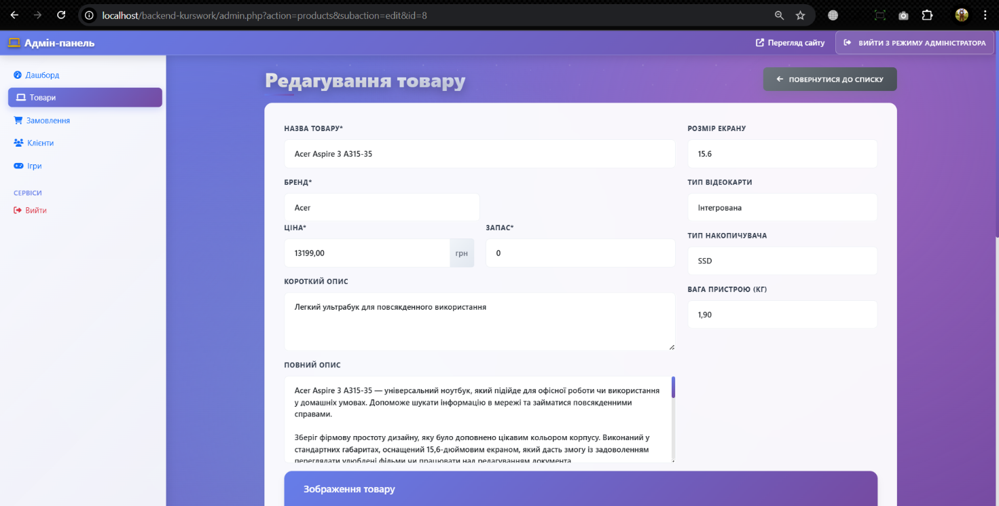 localhost/backend-kurswork/admin.php?action=products&subaction=edit&id=8
Адмін-панель
Перегляд сайту
ВИЙТИ З РЕЖИМУ АДМІНІСТРАТОРА
Дашборд
Товари
Замовлення
Клієнти
Ігри
СЕРВІСИ
Вийти
Редагування товару
ПОВЕРНУТИСЯ ДО СПИСКУ
НАЗВА ТОВАРУ*
Acer Aspire 3 A315-35
БРЕНД*
Acer
ЦІНА*
13199,00
грн
ЗАПАС*
0
КОРОТКИЙ ОПИС
Легкий ультрабук для повсякденного використання
ПОВНИЙ ОПИС
Acer Aspire 3 A315-35 — універсальний ноутбук, який підійде для офісної роботи чи використання
у домашніх умовах. Допоможе шукати інформацію в мережі та займатися повсякденними
справами.
Зберіг фірмову простоту дизайну, яку було доповнено цікавим кольором корпусу. Виконаний у
стандартних габаритах, оснащений 15,6-дюймовим екраном, який дасть змогу із задоволенням
переглядати улюблені фільми чи працювати над редагуванням документа.
РОЗМІР ЕКРАНУ
15.6
ТИП ВІДЕОКАРТИ
Інтегрована
ТИП НАКОПИЧУВАЧА
SSD
ВАГА ПРИСТРОЮ (КГ)
1,90
Зображення товару